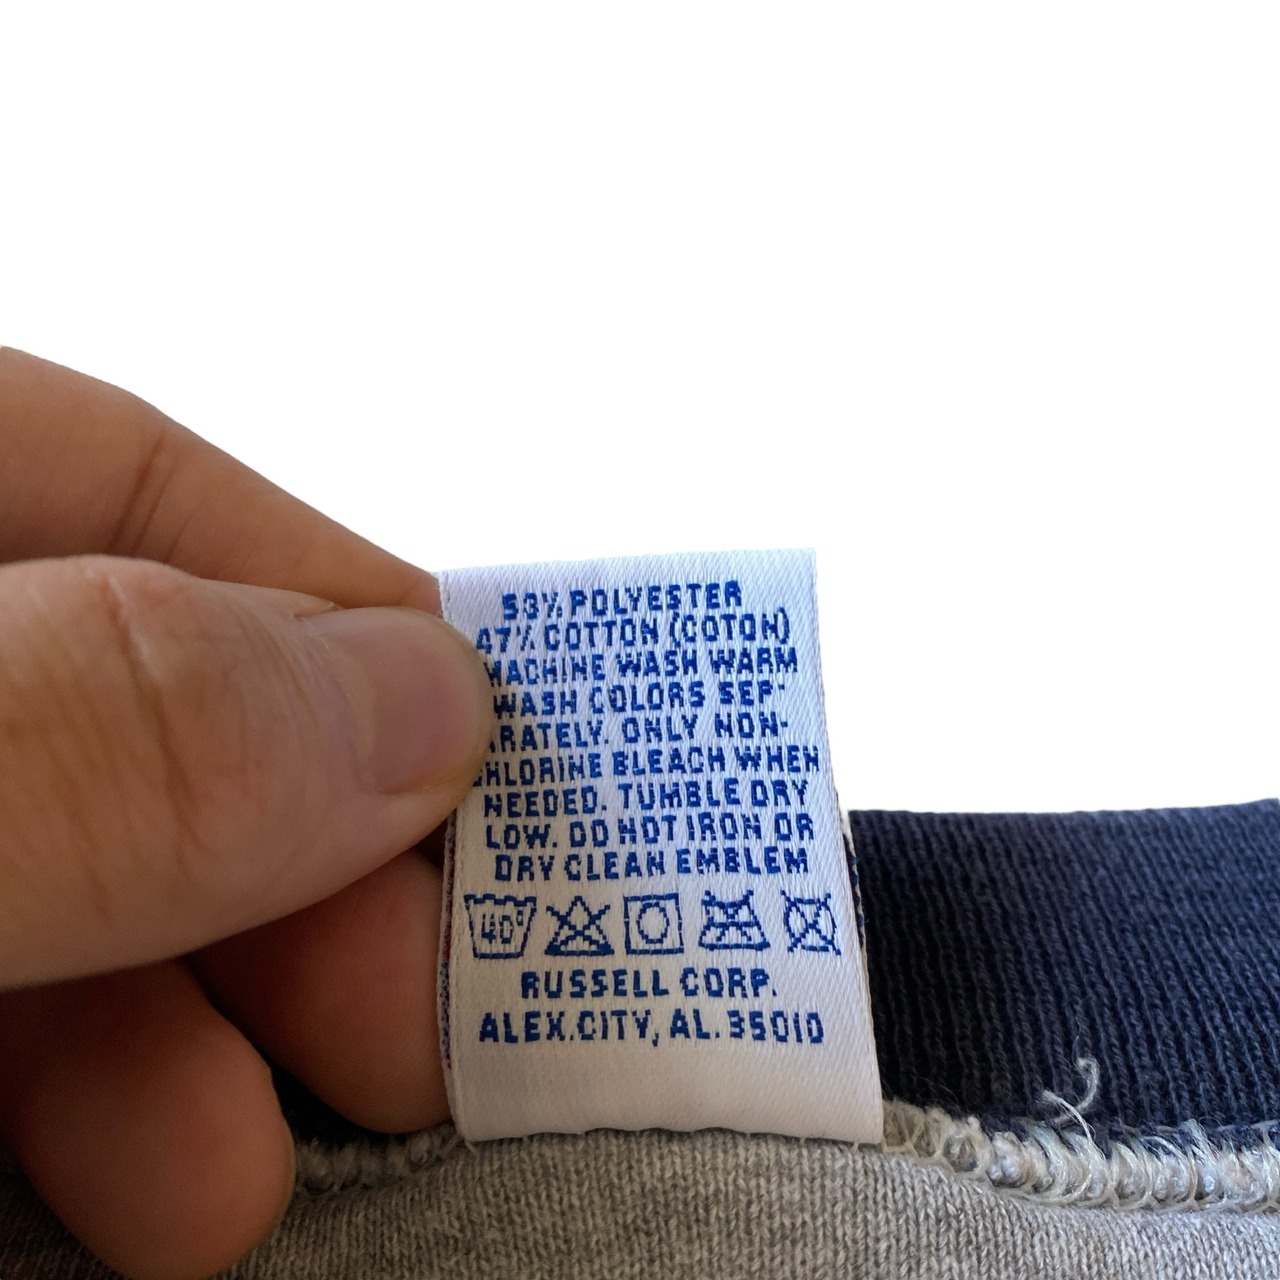 53% POLYESTER
47% COTTON (COTON)
MACHINE WASH WARM
WASH COLORS SEP-
ARATELY. ONLY NON-
CHLORINE BLEACH WHEN
NEEDED. TUMBLE DRY
LOW. DO NOT IRON OR
DRY CLEAN EMBLEM
40°
RUSSELL CORP.
ALEX.CITY, AL. 35010